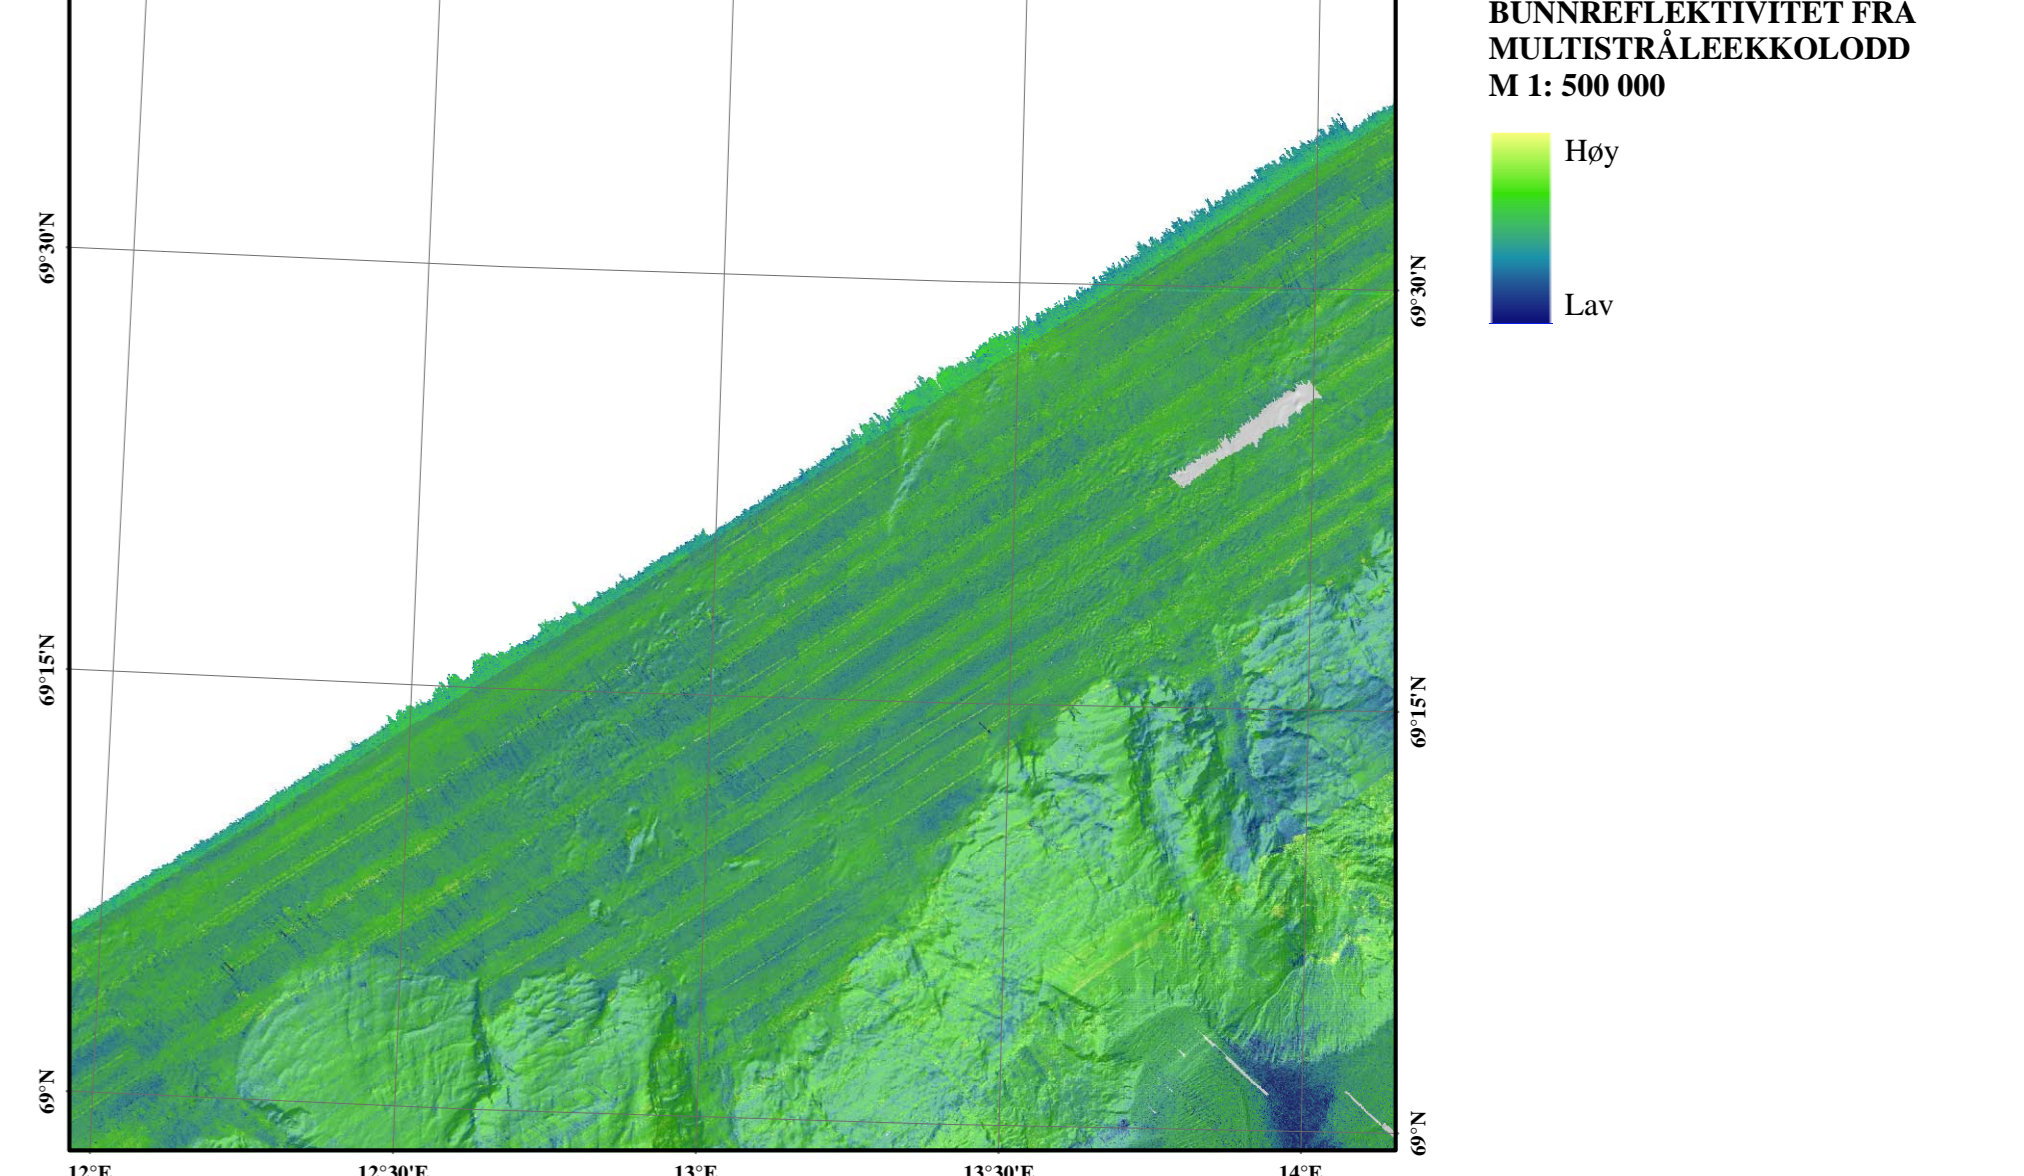 BUNNREFLEKTIVITET FRA
MULTISTRÅLEEKKOLODD
M 1: 500 000
Høy
Lav
69°30'N
69°30'N
69°15'N
69°15'N
69°N
69°N
12°E
12°30'E
13°E
13°30'E
14°E